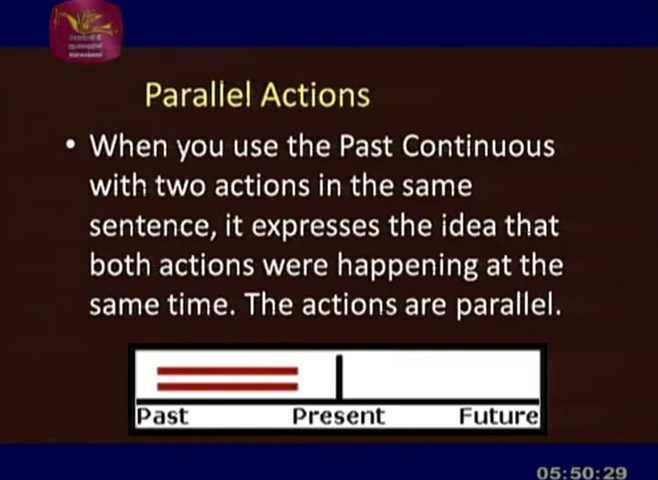 Parallel Actions
• When you use the Past Continuous
with two actions in the same
sentence, it expresses the idea that
both actions were happening at the
same time. The actions are parallel.
Past Present Future
05:50:29